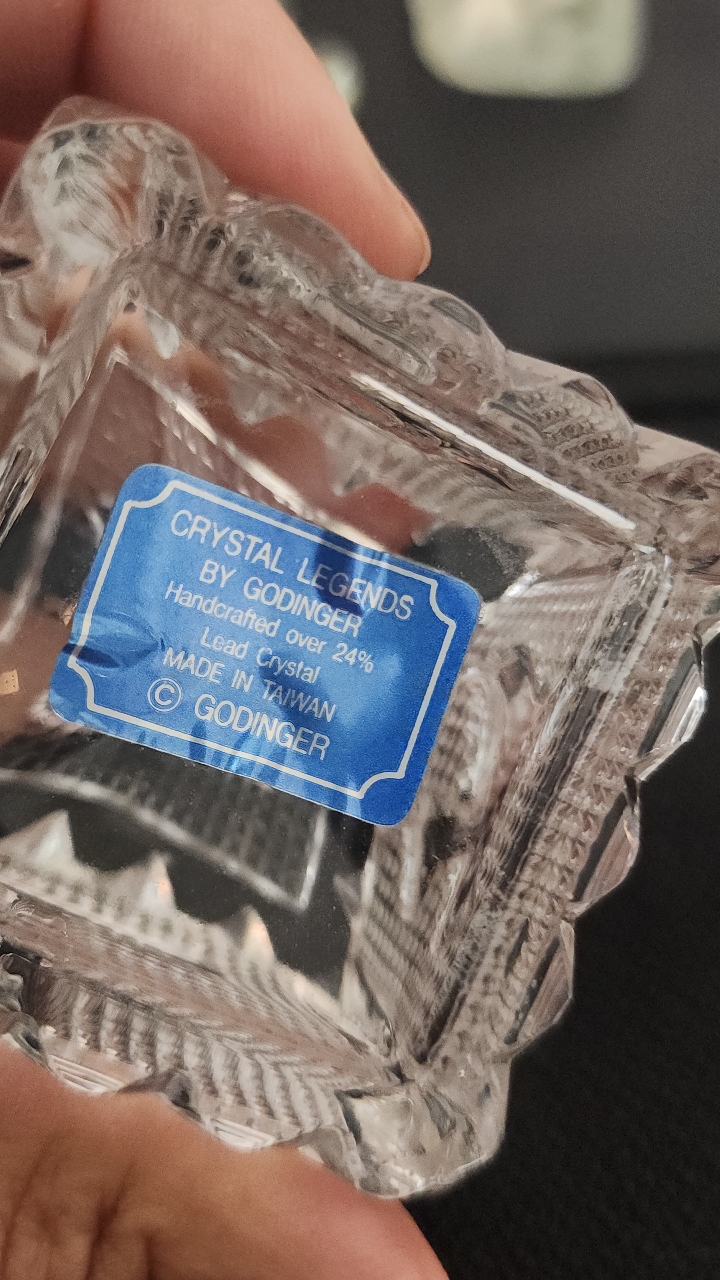 CRYSTAL LEGENDS
BY GODINGER
Handcrafted over 24%
Lead Crystal
MADE IN TAIWAN
© GODINGER